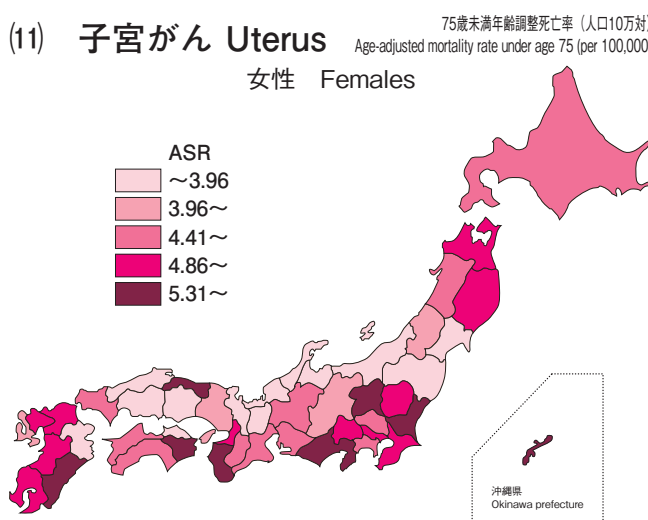 (11) 子宮がん Uterus
75歳未満年齢調整死亡率（人口10万対）
Age-adjusted mortality rate under age 75 (per 100,000)
女性 Females
ASR
～3.96
3.96～
4.41～
4.86～
5.31～
沖縄県
Okinawa prefecture